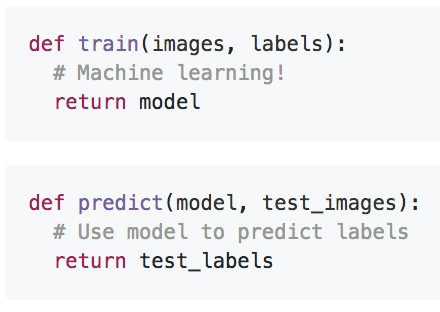 def train(images, labels):
  # Machine learning!
  return model
def predict(model, test_images):
  # Use model to predict labels
  return test_labels